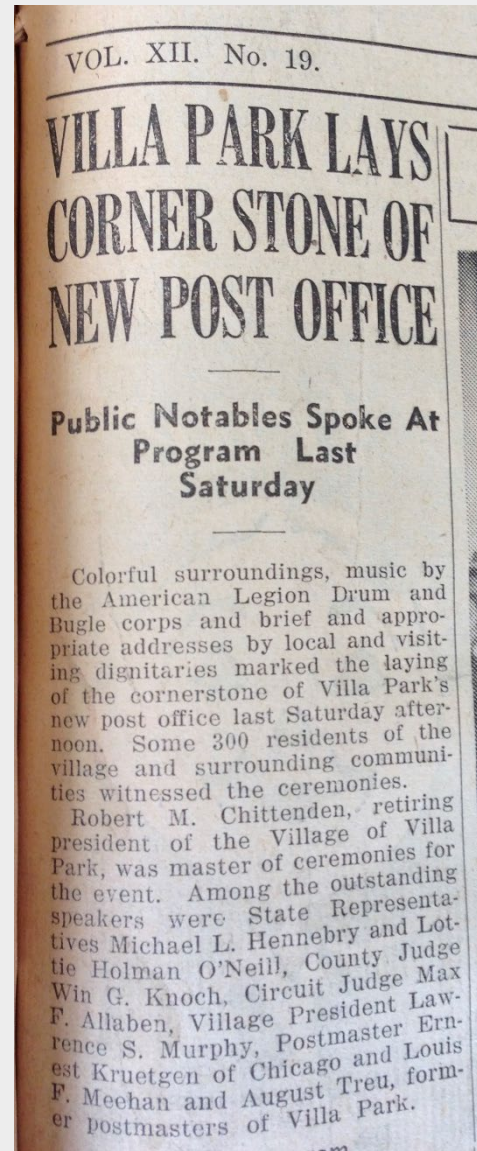 VOL. XII. No. 19.
VILLA PARK LAYS
CORNER STONE OF
NEW POST OFFICE
Public Notables Spoke At
Program Last
Saturday
Colorful surroundings, music by
the American Legion Drum and
Bugle corps and brief and appro-
priate addresses by local and visit-
ing dignitaries marked the laying
of the cornerstone of Villa Park's
new post office last Saturday after-
noon. Some 300 residents of the
village and surrounding communi-
ties witnessed the ceremonies.
Robert M. Chittenden, retiring
president of the Village of Villa
Park, was master of ceremonies for
the event. Among the outstanding
speakers were State Representa-
tives Michael L. Hennebry and Lot-
tie Holman O'Neill, County Judge
Win G. Knoch, Circuit Judge Max
F. Allaben, Village President Law-
rence S. Murphy, Postmaster Ern-
est Kruetgen of Chicago and Louis
F. Meehan and August Treu, form-
er postmasters of Villa Park.